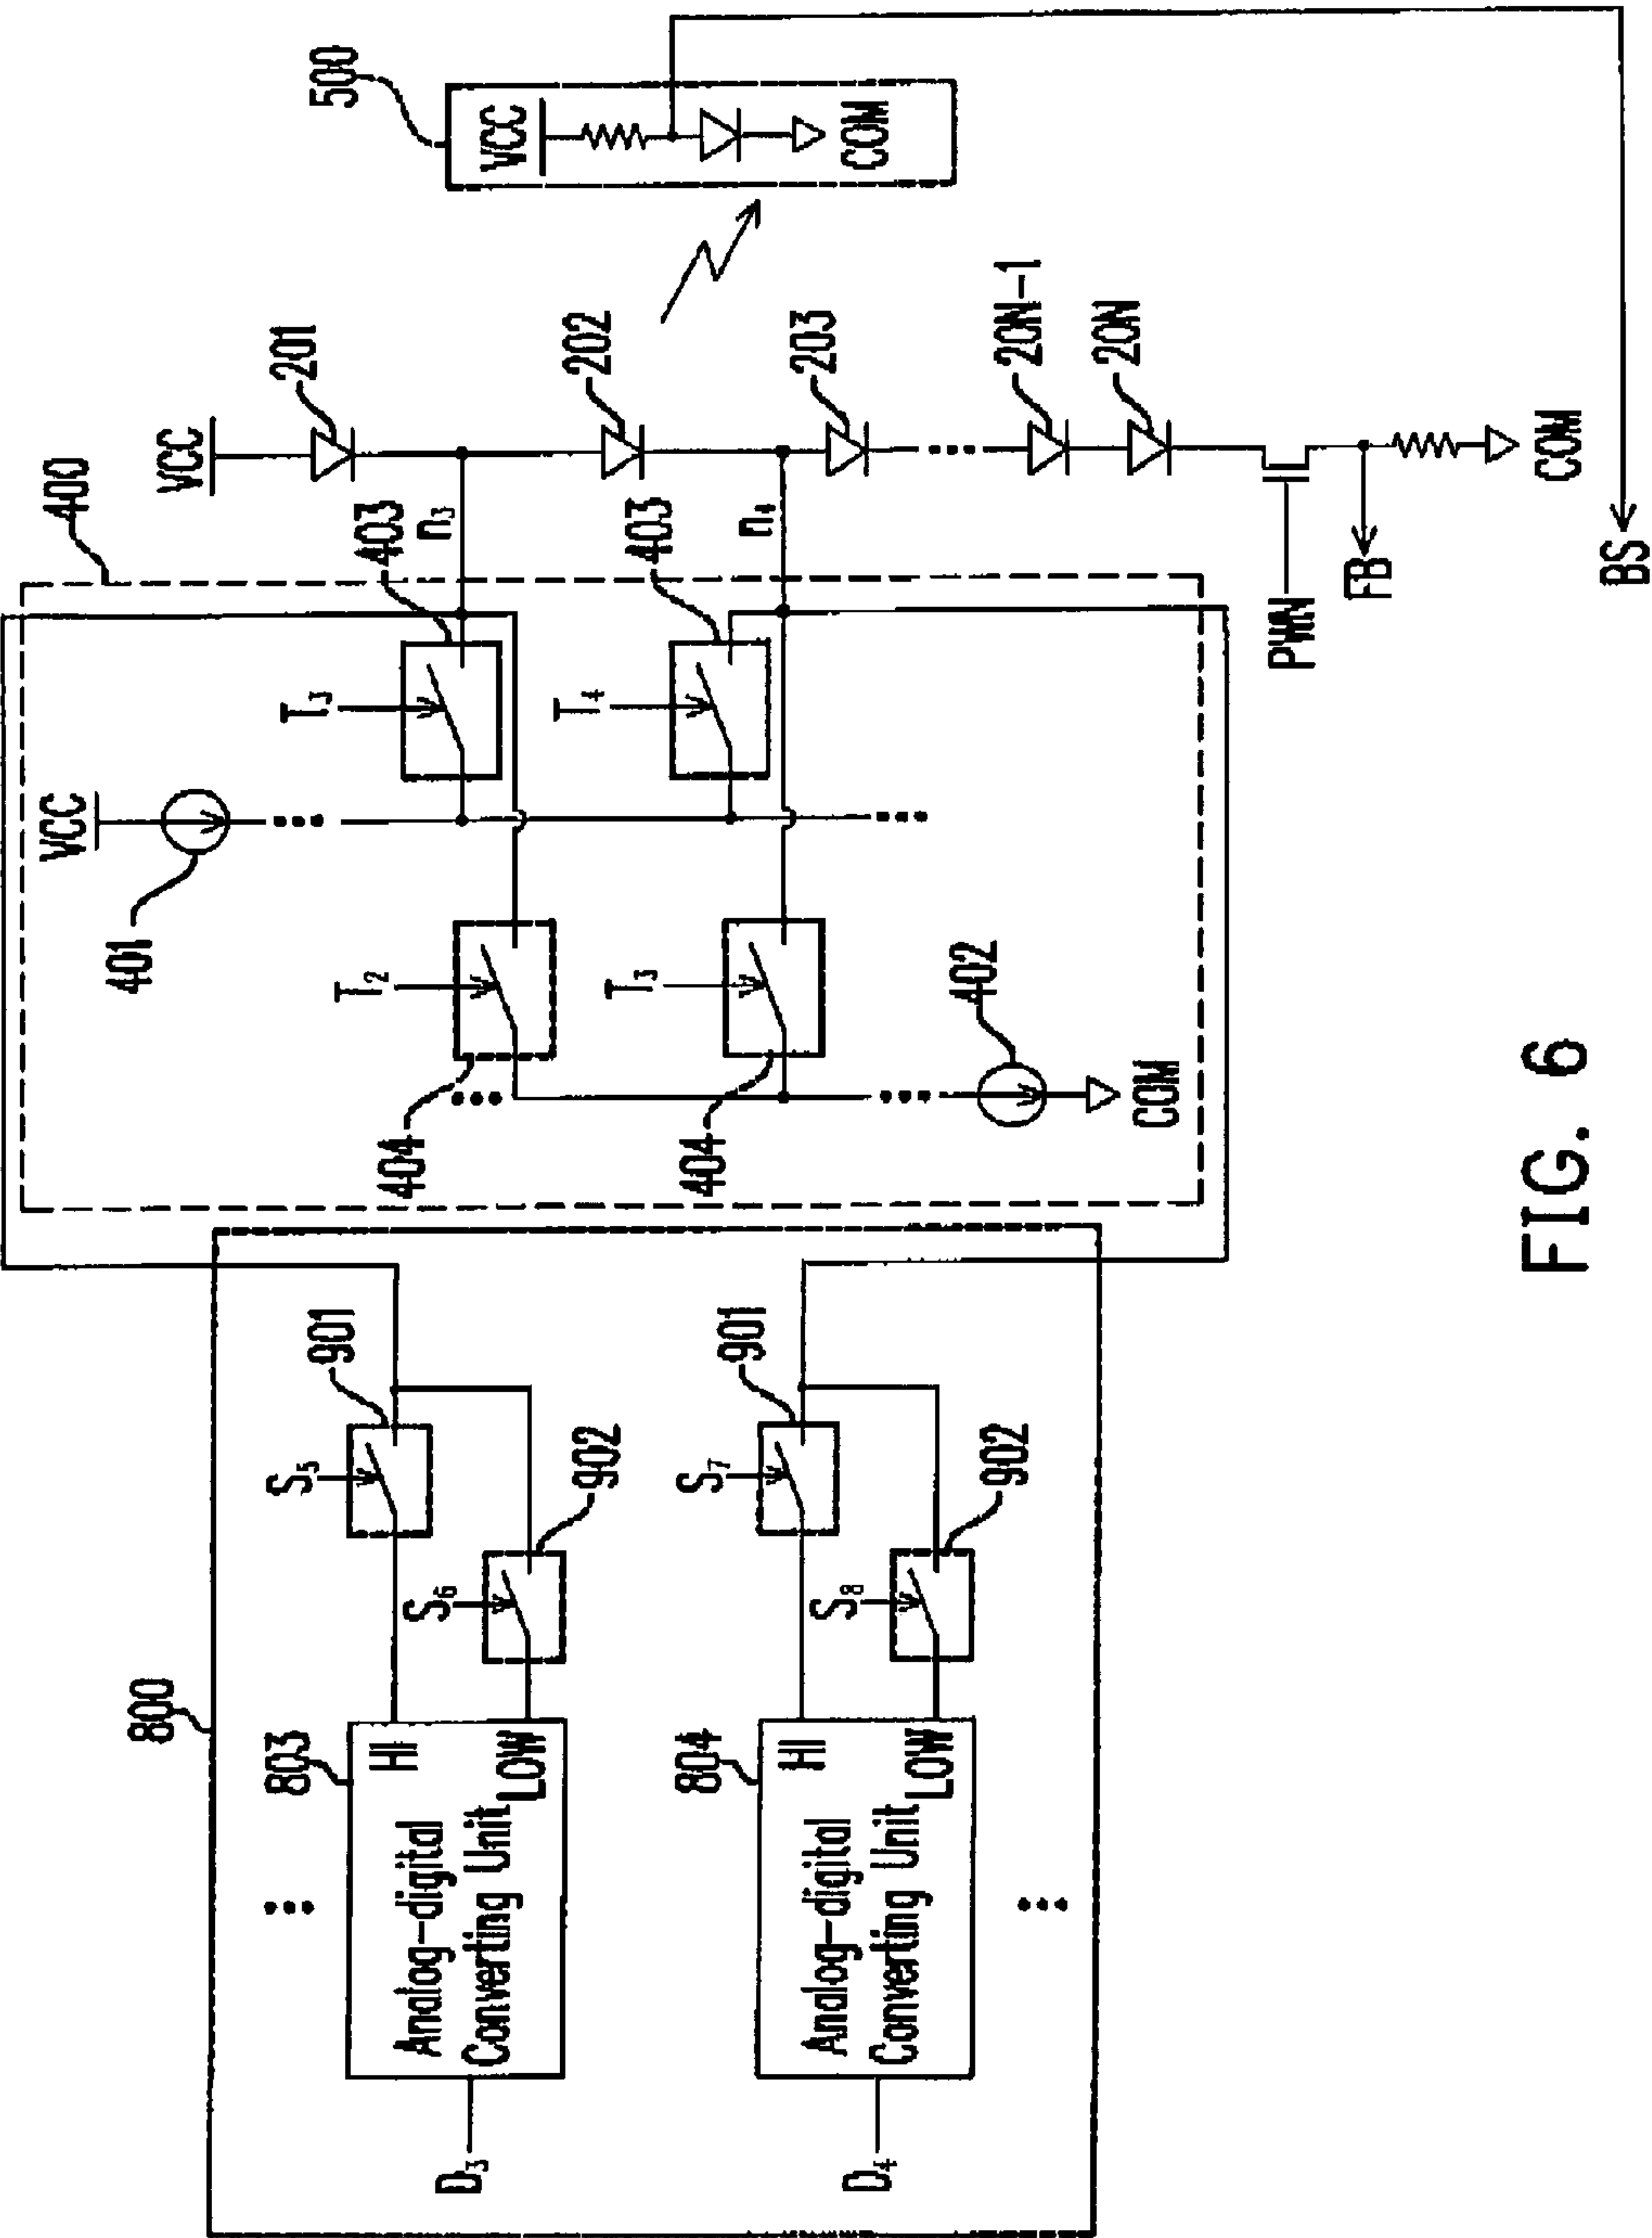 800
803
HI
Analog-digital
Converting Unit
LOW
D3
S5
901
S6
902
804
HI
Analog-digital
Converting Unit
LOW
D4
S7
901
S8
902
400
VCC
401
T3
403
n3
T2
404
T4
403
n4
T3
404
402
COM
VCC
201
202
203
20N-1
20N
PWN
FB
COM
500
VCC
COM
BS
FIG. 6